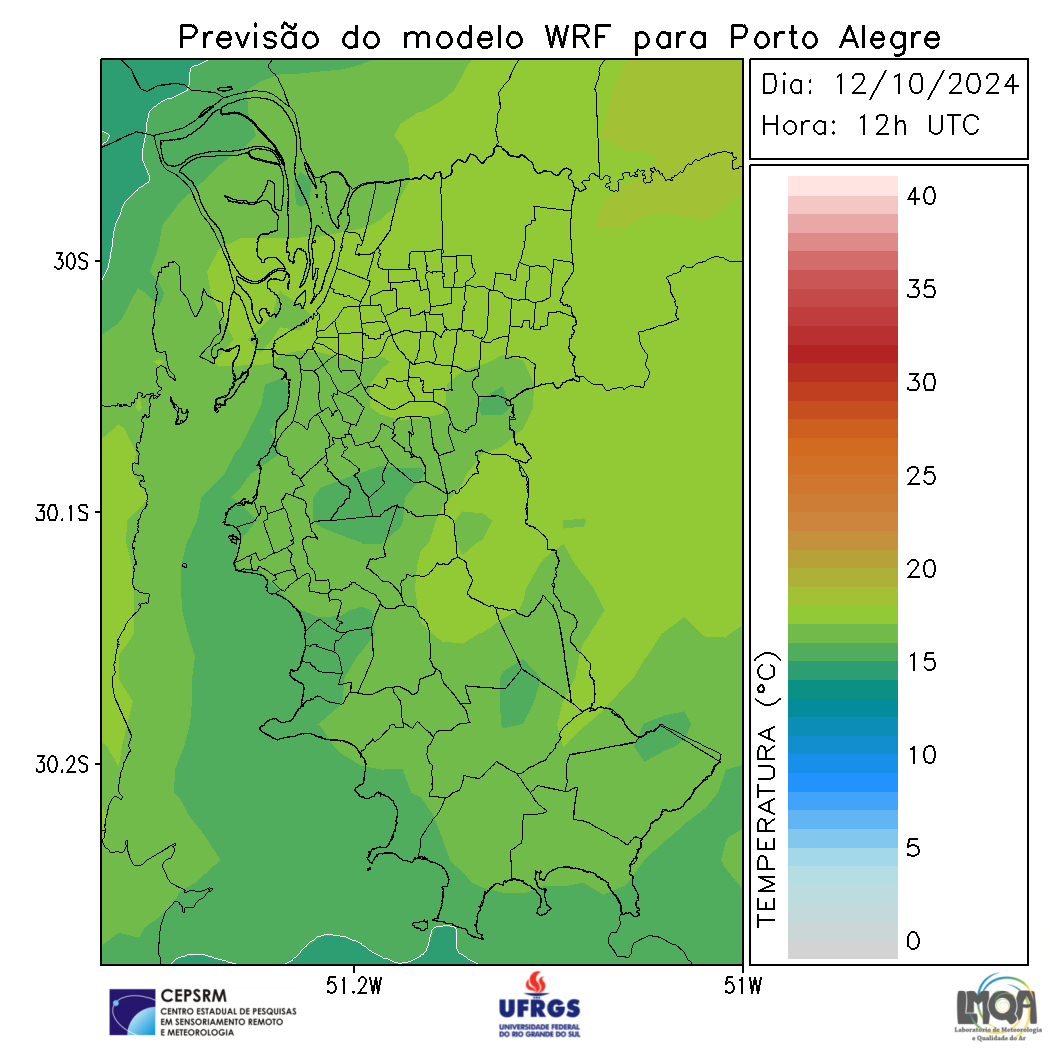 Previsão do modelo WRF para Porto Alegre
Dia: 12/10/2024
Hora: 12h UTC
40
35
30
25
20
15
10
5
0
TEMPERATURA (°C)
30S
30.1S
30.2S
51.2W
51W
CEPSRM
CENTRO ESTADUAL DE PESQUISAS
EM SENSORIAMENTO REMOTO
E METEOROLOGIA
UFRGS
UNIVERSIDADE FEDERAL
DO RIO GRANDE DO SUL
LMQA
Laboratório de Meteorologia
e Qualidade do Ar